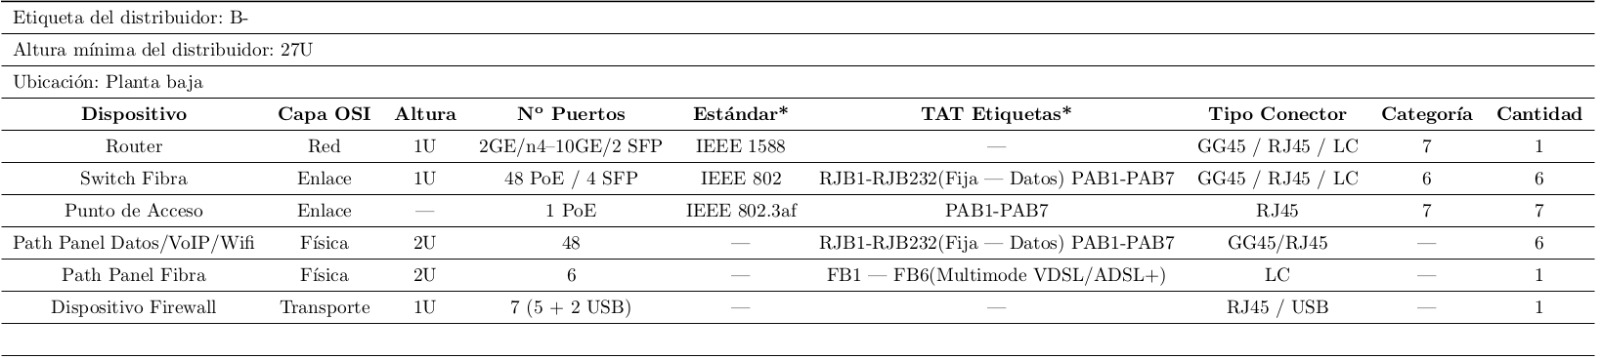 Etiqueta del distribuidor: B-
Altura mínima del distribuidor: 27U
Ubicación: Planta baja
Dispositivo Capa OSI Altura Nº Puertos Estándar* TAT Etiquetas* Tipo Conector Categoría Cantidad
Router Red 1U 2GE/n4–10GE/2 SFP IEEE 1588 — GG45 / RJ45 / LC 7 1
Switch Fibra Enlace 1U 48 PoE / 4 SFP IEEE 802 RJB1-RJB232(Fija — Datos) PAB1-PAB7 GG45 / RJ45 / LC 6 6
Punto de Acceso Enlace — 1 PoE IEEE 802.3af PAB1-PAB7 RJ45 7 7
Path Panel Datos/VoIP/Wifi Física 2U 48 — RJB1-RJB232(Fija — Datos) PAB1-PAB7 GG45/RJ45 — 6
Path Panel Fibra Física 2U 6 — FB1 — FB6(Multimode VDSL/ADSL+) LC — 1
Dispositivo Firewall Transporte 1U 7 (5 + 2 USB) — — RJ45 / USB — 1